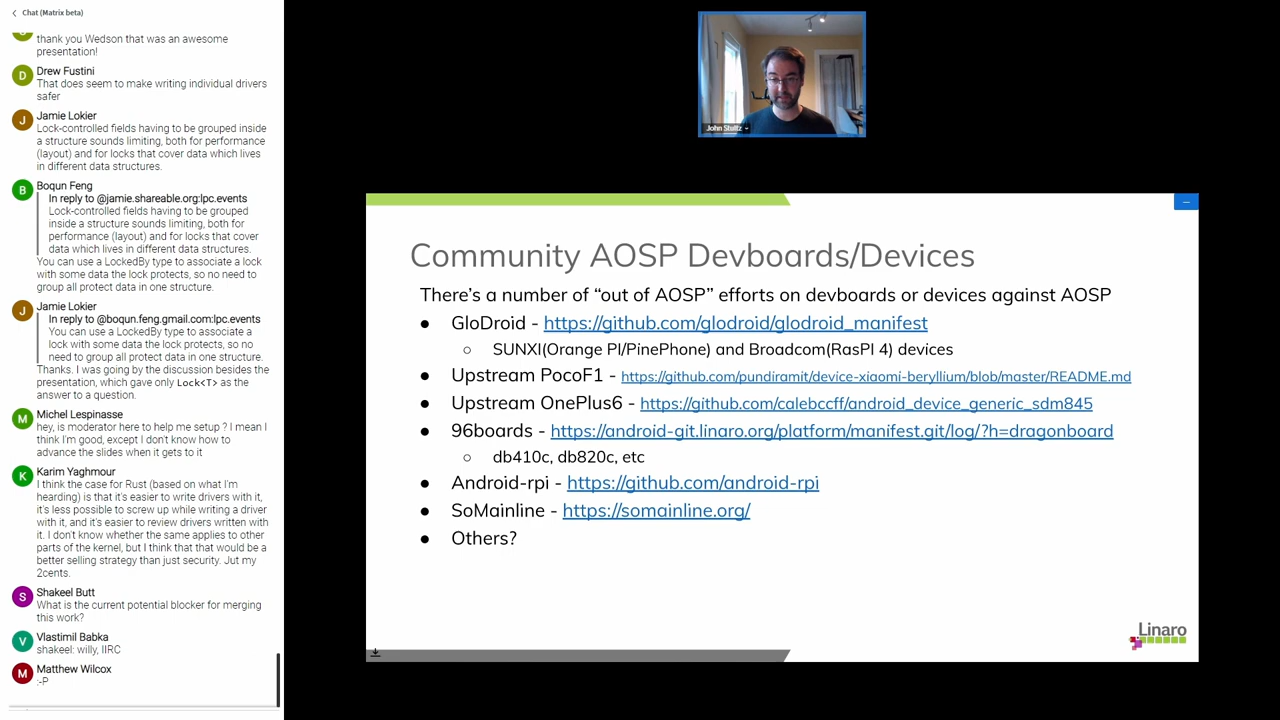 Chat (Matrix beta)
thank you Wedson that was an awesome
presentation!
D
Drew Fustini
That does seem to make writing individual drivers
safer
J
Jamie Lokier
Lock-controlled fields having to be grouped inside
a structure sounds limiting, both for performance
(layout) and for locks that cover data which lives
in different data structures.
B
Boqun Feng
In reply to @jamie.shareable.org:lpc.events
Lock-controlled fields having to be grouped
inside a structure sounds limiting, both for
performance (layout) and for locks that cover
data which lives in different data structures.
You can use a LockedBy type to associate a lock
with some data the lock protects, so no need to
group all protect data in one structure.
J
Jamie Lokier
In reply to @boqun.feng.gmail.com:lpc.events
You can use a LockedBy type to associate a
lock with some data the lock protects, so no
need to group all protect data in one structure.
Thanks. I was going by the discussion besides the
presentation, which gave only Lock<T> as the
answer to a question.
M
Michel Lespinasse
hey, is moderator here to help me setup ? I mean I
think I'm good, except I don't know how to
advance the slides when it gets to it
K
Karim Yaghmour
I think the case for Rust (based on what I'm
hearding) is that it's easier to write drivers with it,
it's less possible to screw up while writing a driver
with it, and it's easier to review drivers written with
it. I don't know whether the same applies to other
parts of the kernel, but I think that that would be a
better selling strategy than just security. Jut my
2cents.
S
Shakeel Butt
What is the current potential blocker for merging
this work?
V
Vlastimil Babka
shakeel: willy, IIRC
M
Matthew Wilcox
:-P
John Stultz
Community AOSP Devboards/Devices
There's a number of “out of AOSP” efforts on devboards or devices against AOSP
● GloDroid - https://github.com/glodroid/glodroid_manifest
○ SUNXI(Orange PI/PinePhone) and Broadcom(RasPI 4) devices
● Upstream PocoF1 - https://github.com/pundiramit/device-xiaomi-beryllium/blob/master/README.md
● Upstream OnePlus6 - https://github.com/calebccff/android_device_generic_sdm845
● 96boards - https://android-git.linaro.org/platform/manifest.git/log/?h=dragonboard
○ db410c, db820c, etc
● Android-rpi - https://github.com/android-rpi
● SoMainline - https://somainline.org/
● Others?
Linaro